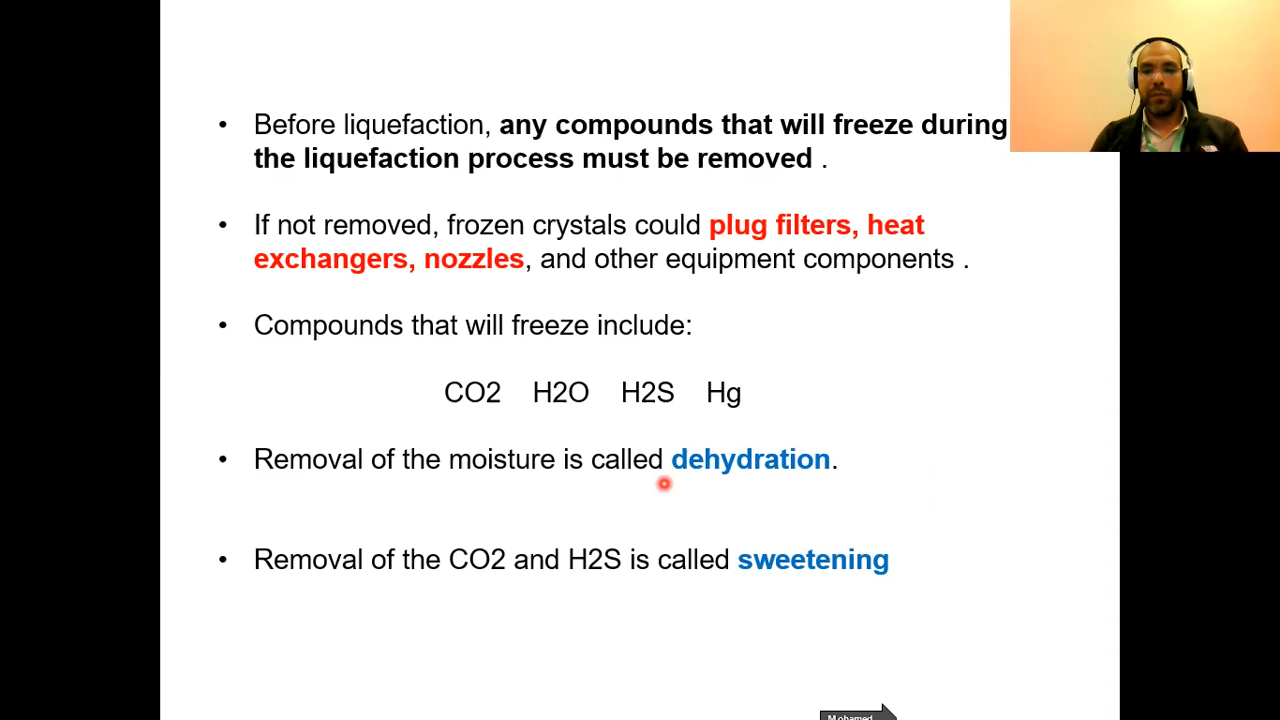 • Before liquefaction, any compounds that will freeze during
the liquefaction process must be removed .
• If not removed, frozen crystals could plug filters, heat
exchangers, nozzles, and other equipment components .
• Compounds that will freeze include:
CO2 H2O H2S Hg
• Removal of the moisture is called dehydration.
• Removal of the CO2 and H2S is called sweetening
Mohamed